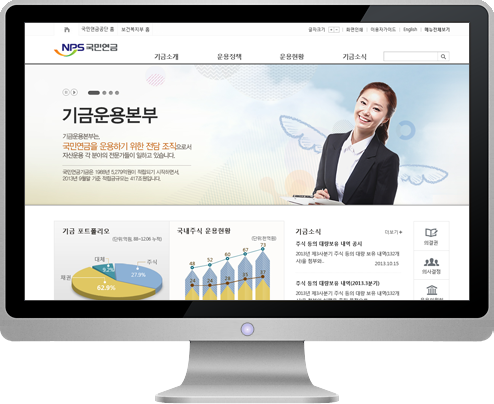 국민연금공단 홈 보건복지부 홈
글자크기 + - 화면인쇄 이용자가이드 English 메뉴전체보기
NPS 국민연금
기금소개 운용정책 운용현황 기금소식
기금운용본부
기금운용본부는,
국민연금을 운용하기 위한 전담 조직으로서
자산운용 각 분야의 전문가들이 일하고 있습니다.
국민연금기금은 1988년 5,279억원이 적립되기 시작하면서,
2013년 9월말 기준 적립금규모는 417조원입니다.
기금 포트폴리오
대체
주식
채권
9.2%
27.9%
62.9%
국내주식 운용현황
(단위:천억원)
48 52 60 67 73
24 24 28 35 37
기금소식
더보기+
주식 등의 대량보유 내역 공시
2013년 제3사분기 주식 등의 대량 보유 내역(132개
사)을 첨부와..
2013.10.15
주식 등의 대량보유 내역(2013.3분기)
2013년 제3사분기 주식 등의 대량 보유 내역(132개
의결권
의사결정